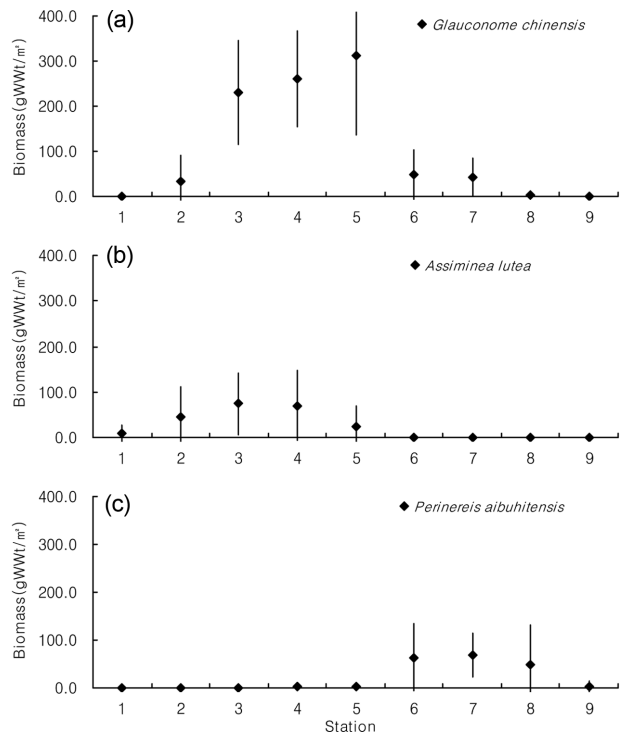 (a)
Glauconome chinensis
Biomass(gWWt/㎡)
400.0
300.0
200.0
100.0
0.0
1 2 3 4 5 6 7 8 9
(b)
Assiminea lutea
Biomass(gWWt/㎡)
400.0
300.0
200.0
100.0
0.0
1 2 3 4 5 6 7 8 9
(c)
Perinereis aibuhitensis
Biomass(gWWt/㎡)
400.0
300.0
200.0
100.0
0.0
1 2 3 4 5 6 7 8 9
Station